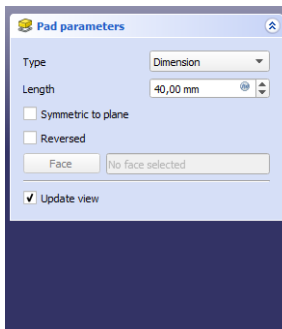 Pad parameters
Type Dimension
Length 40,00 mm
Symmetric to plane
Reversed
Face No face selected
Update view